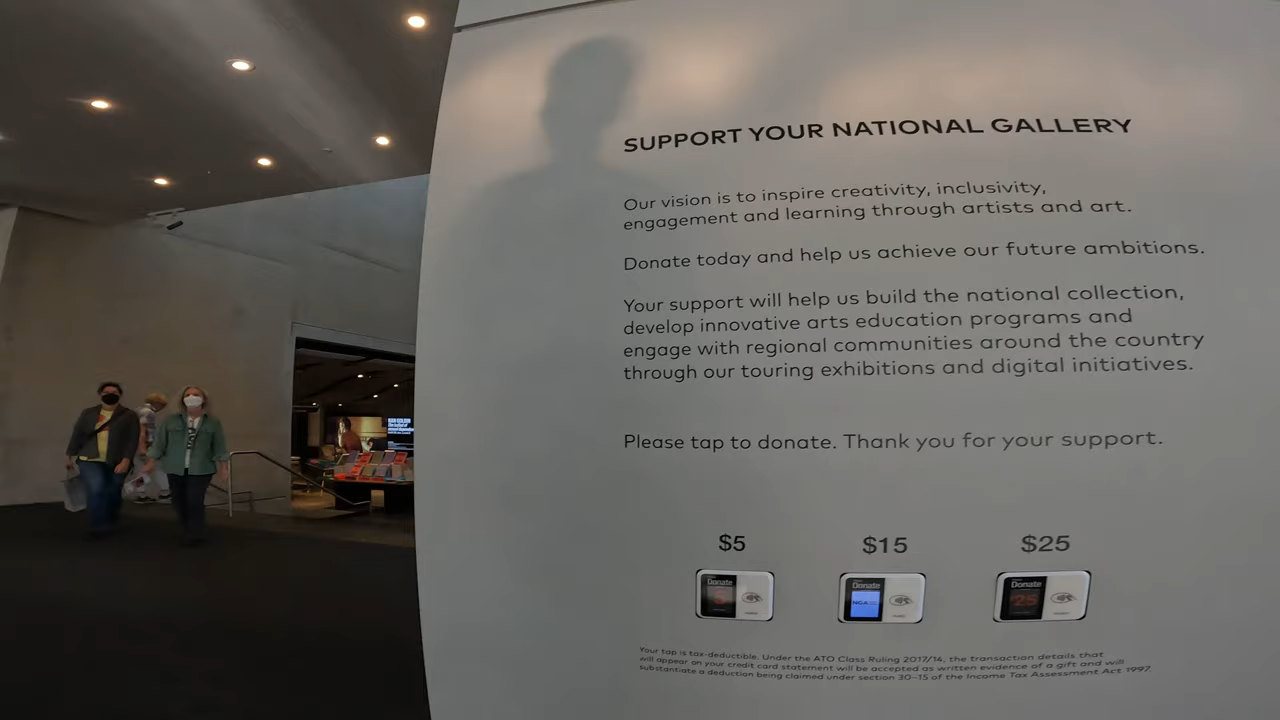 SUPPORT YOUR NATIONAL GALLERY
Our vision is to inspire creativity, inclusivity,
engagement and learning through artists and art.
Donate today and help us achieve our future ambitions.
Your support will help us build the national collection,
develop innovative arts education programs and
engage with regional communities around the country
through our touring exhibitions and digital initiatives.
Please tap to donate. Thank you for your support.
$5 $15 $25
Donate Donate Donate
5 NGA 25
Your tap is tax-deductible. Under the ATO Class Ruling 2017/14, the transaction details that
will appear on your credit card statement will be accepted as written evidence of a gift and will
substantiate a deduction being claimed under section 30-15 of the Income Tax Assessment Act 1997.